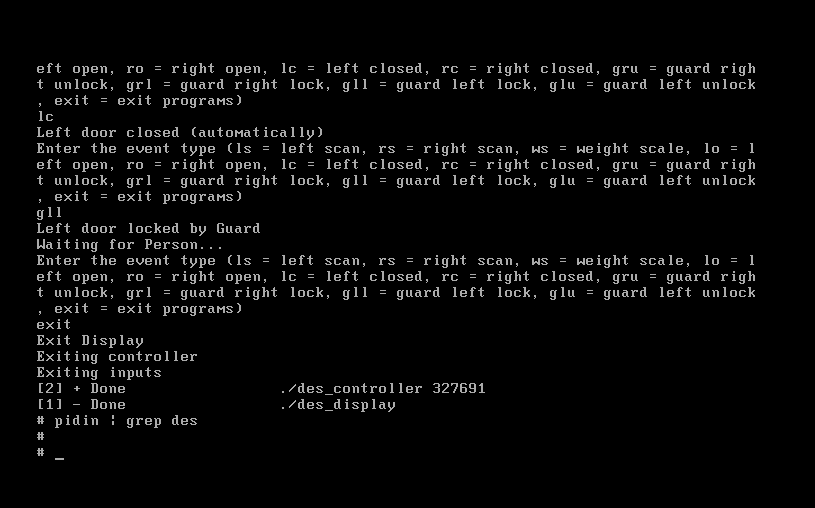 eft open, ro = right open, lc = left closed, rc = right closed, gru = guard righ
t unlock, grl = guard right lock, gll = guard left lock, glu = guard left unlock
, exit = exit programs)
lc
Left door closed (automatically)
Enter the event type (ls = left scan, rs = right scan, ws = weight scale, lo = l
eft open, ro = right open, lc = left closed, rc = right closed, gru = guard righ
t unlock, grl = guard right lock, gll = guard left lock, glu = guard left unlock
, exit = exit programs)
gll
Left door locked by Guard
Waiting for Person...
Enter the event type (ls = left scan, rs = right scan, ws = weight scale, lo = l
eft open, ro = right open, lc = left closed, rc = right closed, gru = guard righ
t unlock, grl = guard right lock, gll = guard left lock, glu = guard left unlock
, exit = exit programs)
exit
Exit Display
Exiting controller
Exiting inputs
[2] + Done                 ./des_controller 327691
[1] - Done                 ./des_display
# pidin | grep des
#
# _